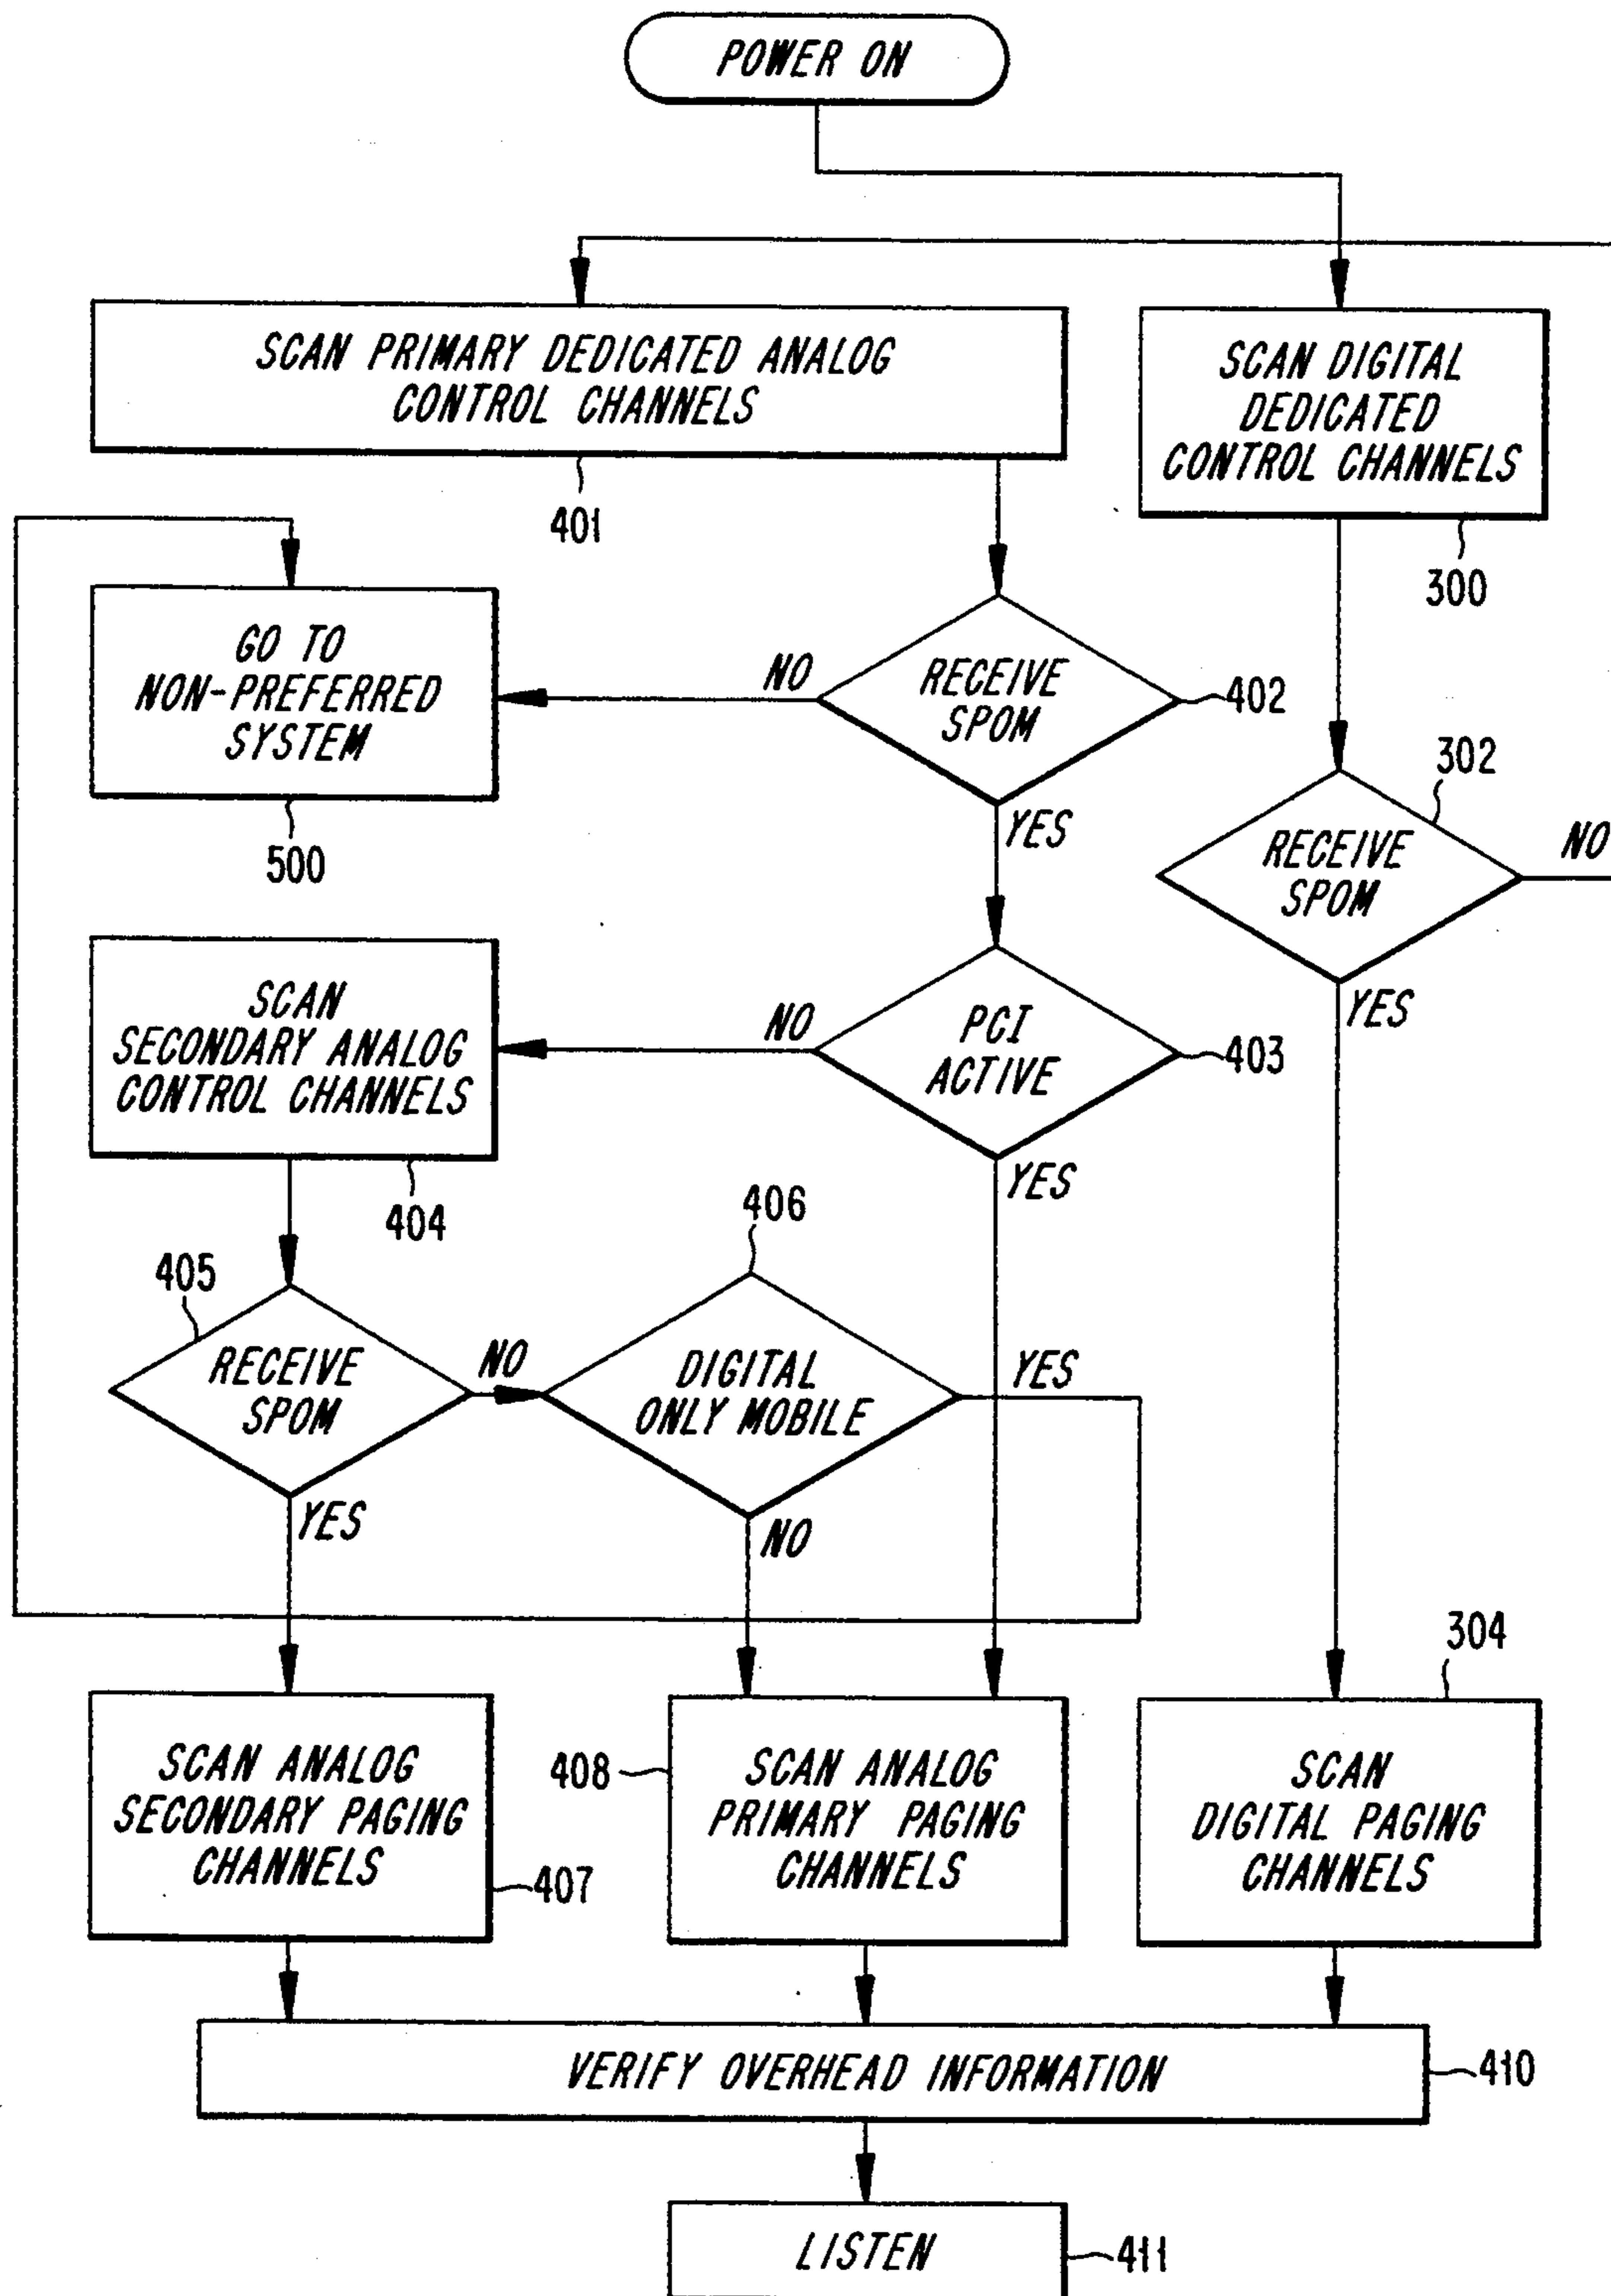 POWER ON
SCAN PRIMARY DEDICATED ANALOG
CONTROL CHANNELS
401
SCAN DIGITAL
DEDICATED
CONTROL CHANNELS
300
GO TO
NON-PREFERRED
SYSTEM
500
NO
RECEIVE
SPOM
402
YES
302
RECEIVE
SPOM
NO
YES
SCAN
SECONDARY ANALOG
CONTROL CHANNELS
404
NO
PCI
ACTIVE
403
YES
405
RECEIVE
SPOM
NO
YES
406
DIGITAL
ONLY MOBILE
YES
NO
SCAN ANALOG
SECONDARY PAGING
CHANNELS
407
408
SCAN ANALOG
PRIMARY PAGING
CHANNELS
304
SCAN
DIGITAL PAGING
CHANNELS
VERIFY OVERHEAD INFORMATION
410
LISTEN
411